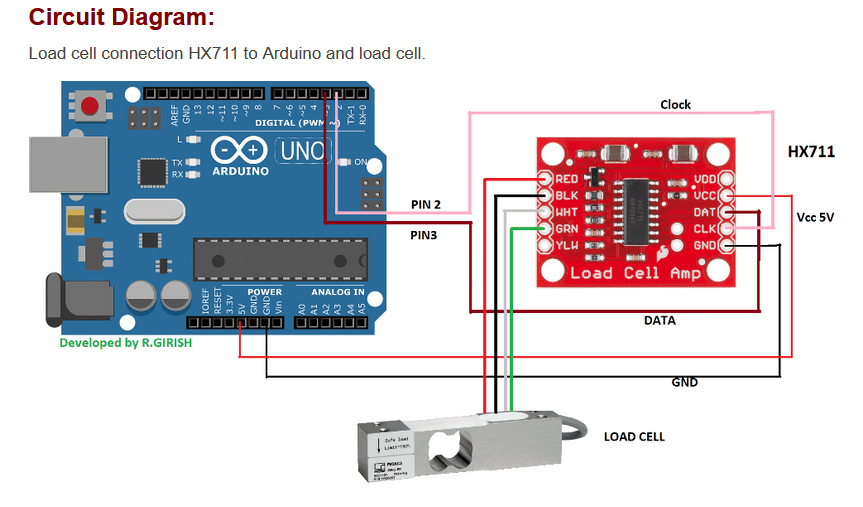 Circuit Diagram:
Load cell connection HX711 to Arduino and load cell.
AREF
GND
13
12
~11
~10
~9
8
7
~6
~5
4
~3
2
TX-1
RX-0
DIGITAL (PWM ~)
L
TX
RX
ARDUINO
UNO
ON
Clock
HX711
PIN 2
PIN3
RED
BLK
WHT
GRN
YLW
VDD
VCC
DAT
CLK
GND
Load Cell Amp
Vcc 5V
POWER
ANALOG IN
IOREF
RESET
3.3V
5V
GND
GND
Vin
A0
A1
A2
A3
A4
A5
DATA
Developed by R.GIRISH
GND
LOAD CELL
Safe load